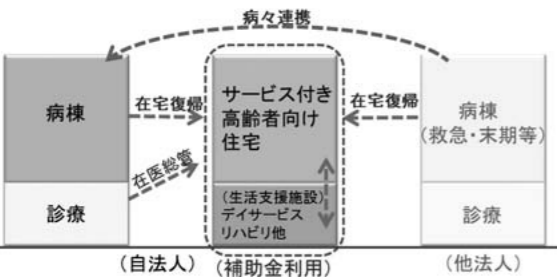 病々連携
病棟
在宅復帰
サービス付き
高齢者向け
住宅
在宅復帰
病棟
(救急・末期等)
在医総管
診療
(生活支援施設)
デイサービス
リハビリ他
診療
(自法人)
(補助金利用)
(他法人)